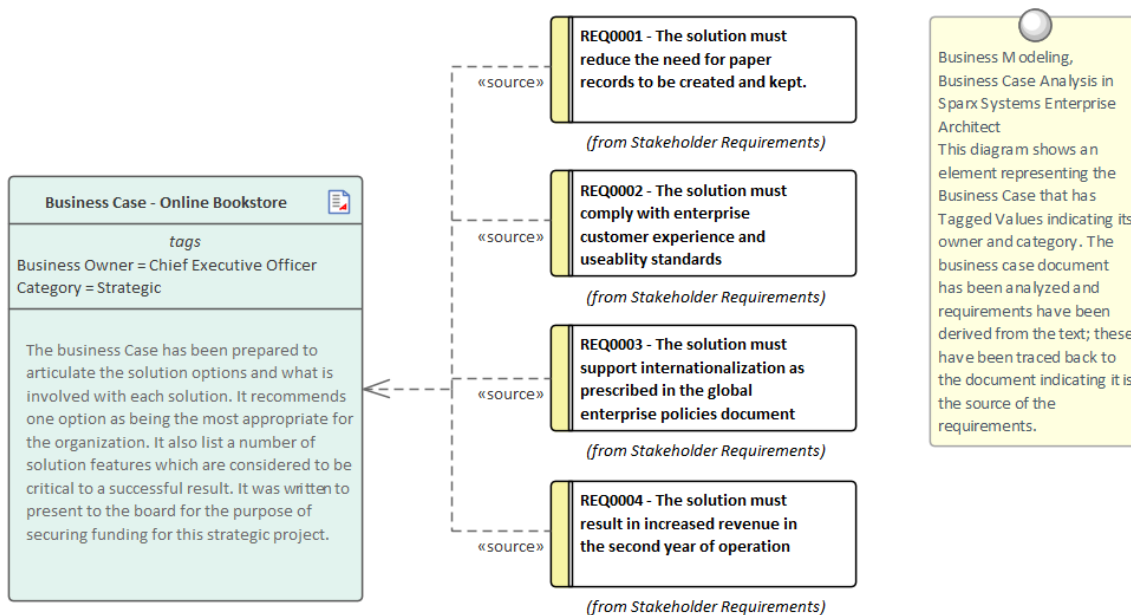 Business Case - Online Bookstore
tags
Business Owner = Chief Executive Officer
Category = Strategic
The business Case has been prepared to
articulate the solution options and what is
involved with each solution. It recommends
one option as being the most appropriate for
the organization. It also list a number of
solution features which are considered to be
critical to a successful result. It was written to
present to the board for the purpose of
securing funding for this strategic project.
«source»
REQ0001 - The solution must
reduce the need for paper
records to be created and kept.
(from Stakeholder Requirements)
«source»
REQ0002 - The solution must
comply with enterprise
customer experience and
useablity standards
(from Stakeholder Requirements)
«source»
REQ0003 - The solution must
support internationalization as
prescribed in the global
enterprise policies document
(from Stakeholder Requirements)
«source»
REQ0004 - The solution must
result in increased revenue in
the second year of operation
(from Stakeholder Requirements)
Business Modeling,
Business Case Analysis in
Sparx Systems Enterprise
Architect
This diagram shows an
element representing the
Business Case that has
Tagged Values indicating its
owner and category. The
business case document
has been analyzed and
requirements have been
derived from the text; these
have been traced back to
the document indicating it is
the source of the
requirements.